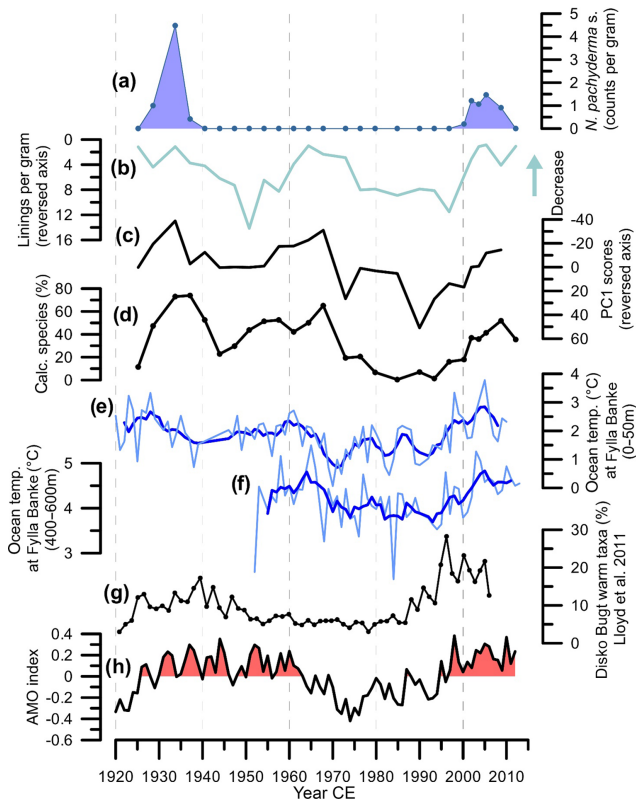 (a)
5
4
3
2
1
0
N. pachyderma s.
(counts per gram)
(b)
0
4
8
12
16
Linings per gram
(reversed axis)
Decrease
(c)
-40
-20
0
20
40
60
PC1 scores
(reversed axis)
(d)
80
60
40
20
0
Calc. species (%)
(e)
4
3
2
1
0
Ocean temp. (°C)
at Fylla Banke
(0–50m)
(f)
5
4
3
Ocean temp.
at Fylla Banke (°C)
(400–600m)
(g)
30
20
10
0
Disko Bugt warm taxa (%)
Lloyd et al. 2011
(h)
0.4
0.2
0
-0.2
-0.4
-0.6
AMO index
1920 1930 1940 1950 1960 1970 1980 1990 2000 2010
Year CE